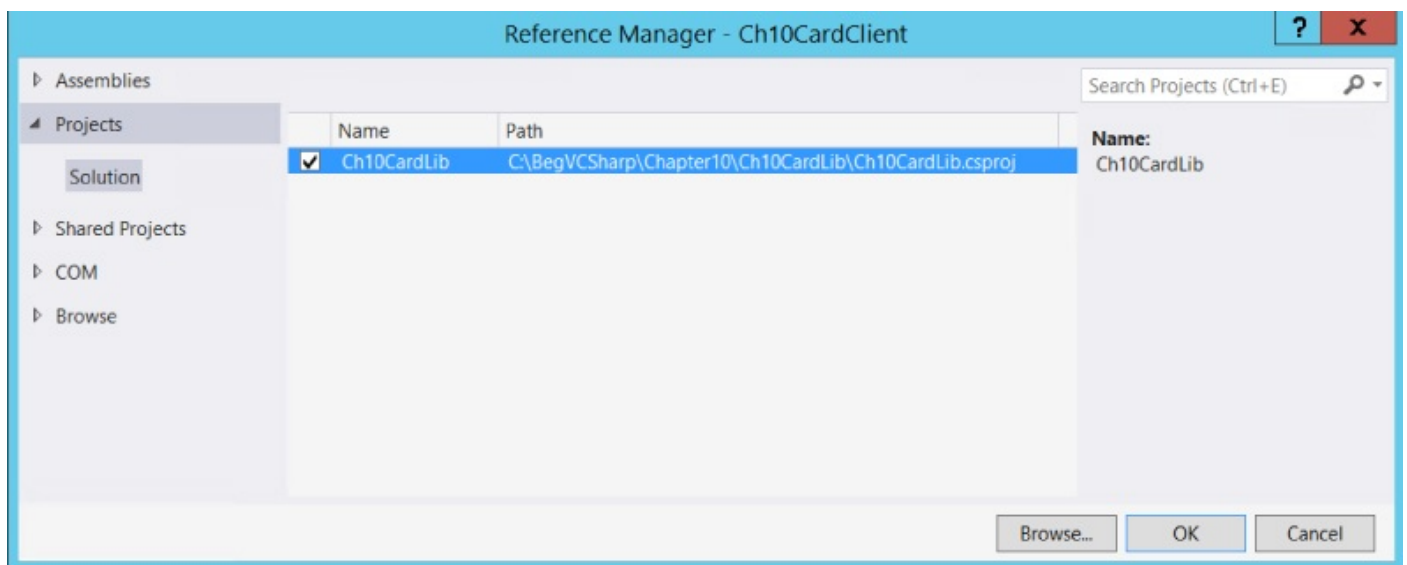 Reference Manager - Ch10CardClient
? x
Assemblies
Projects
Solution
Shared Projects
COM
Browse
Name Path
Ch10CardLib C:\BegVCSharp\Chapter10\Ch10CardLib\Ch10CardLib.csproj
Search Projects (Ctrl+E)
Name:
Ch10CardLib
Browse... OK Cancel